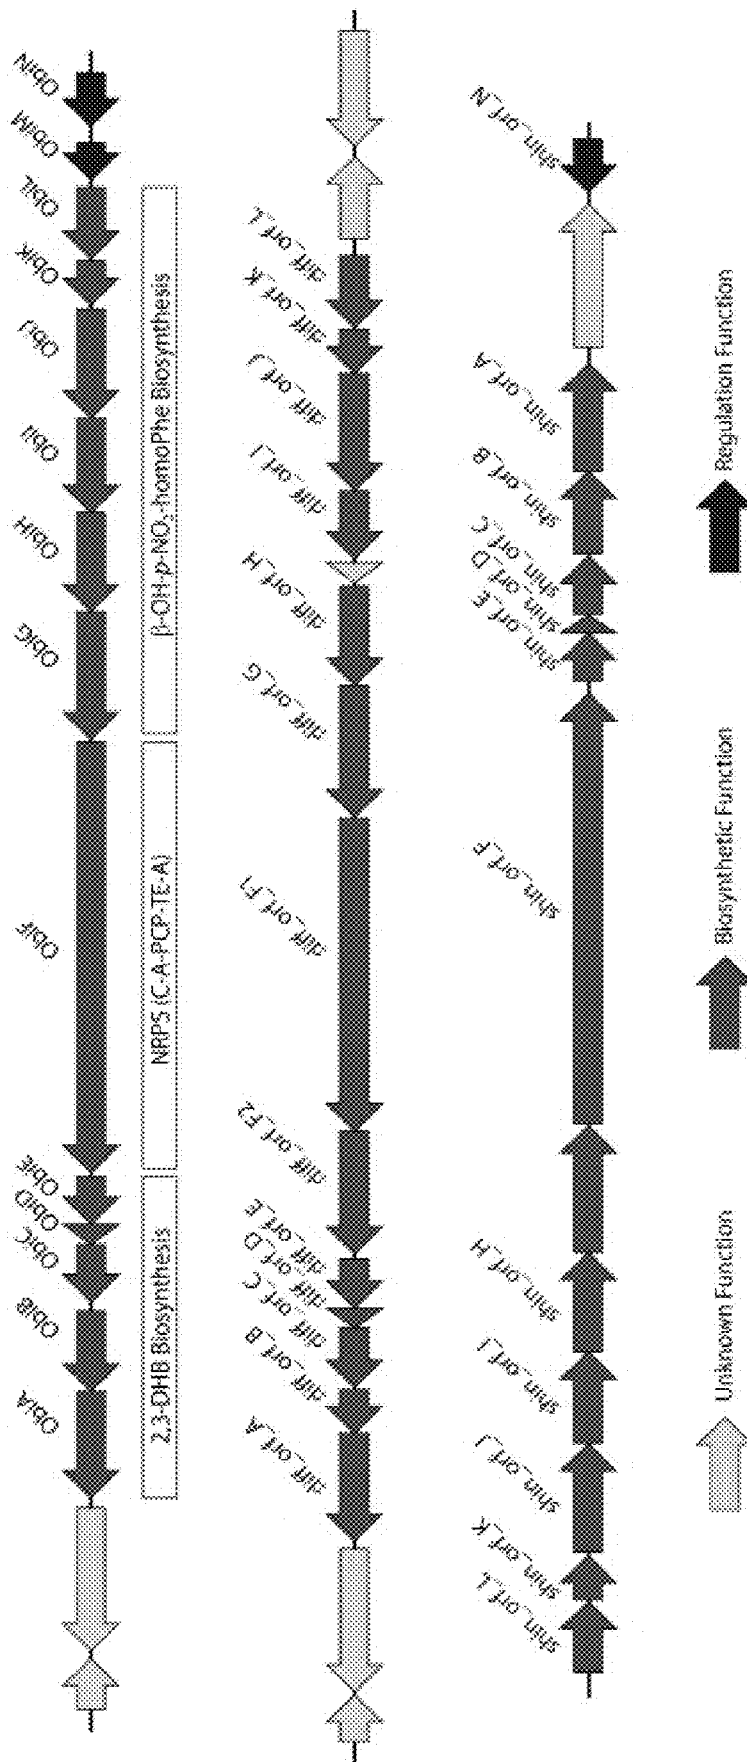 ObiA
ObiB
ObiC
ObiD
ObiE
ObiF
ObiG
ObiH
ObiI
ObiJ
ObiK
ObiL
ObiM
ObiN
2,3-DHB Biosynthesis
NRPS (C-A-PCP-TE-A)
β-OH-p-NO₂-homoPhe Biosynthesis
diff_orf_A
diff_orf_B
diff_orf_C
diff_orf_D
diff_orf_E
diff_orf_F2
diff_orf_F1
diff_orf_G
diff_orf_H
diff_orf_I
diff_orf_J
diff_orf_K
diff_orf_L
shin_orf_L
shin_orf_K
shin_orf_J
shin_orf_I
shin_orf_H
shin_orf_F
shin_orf_E
shin_orf_D
shin_orf_C
shin_orf_B
shin_orf_A
shin_orf_N
Unknown Function
Biosynthetic Function
Regulation Function